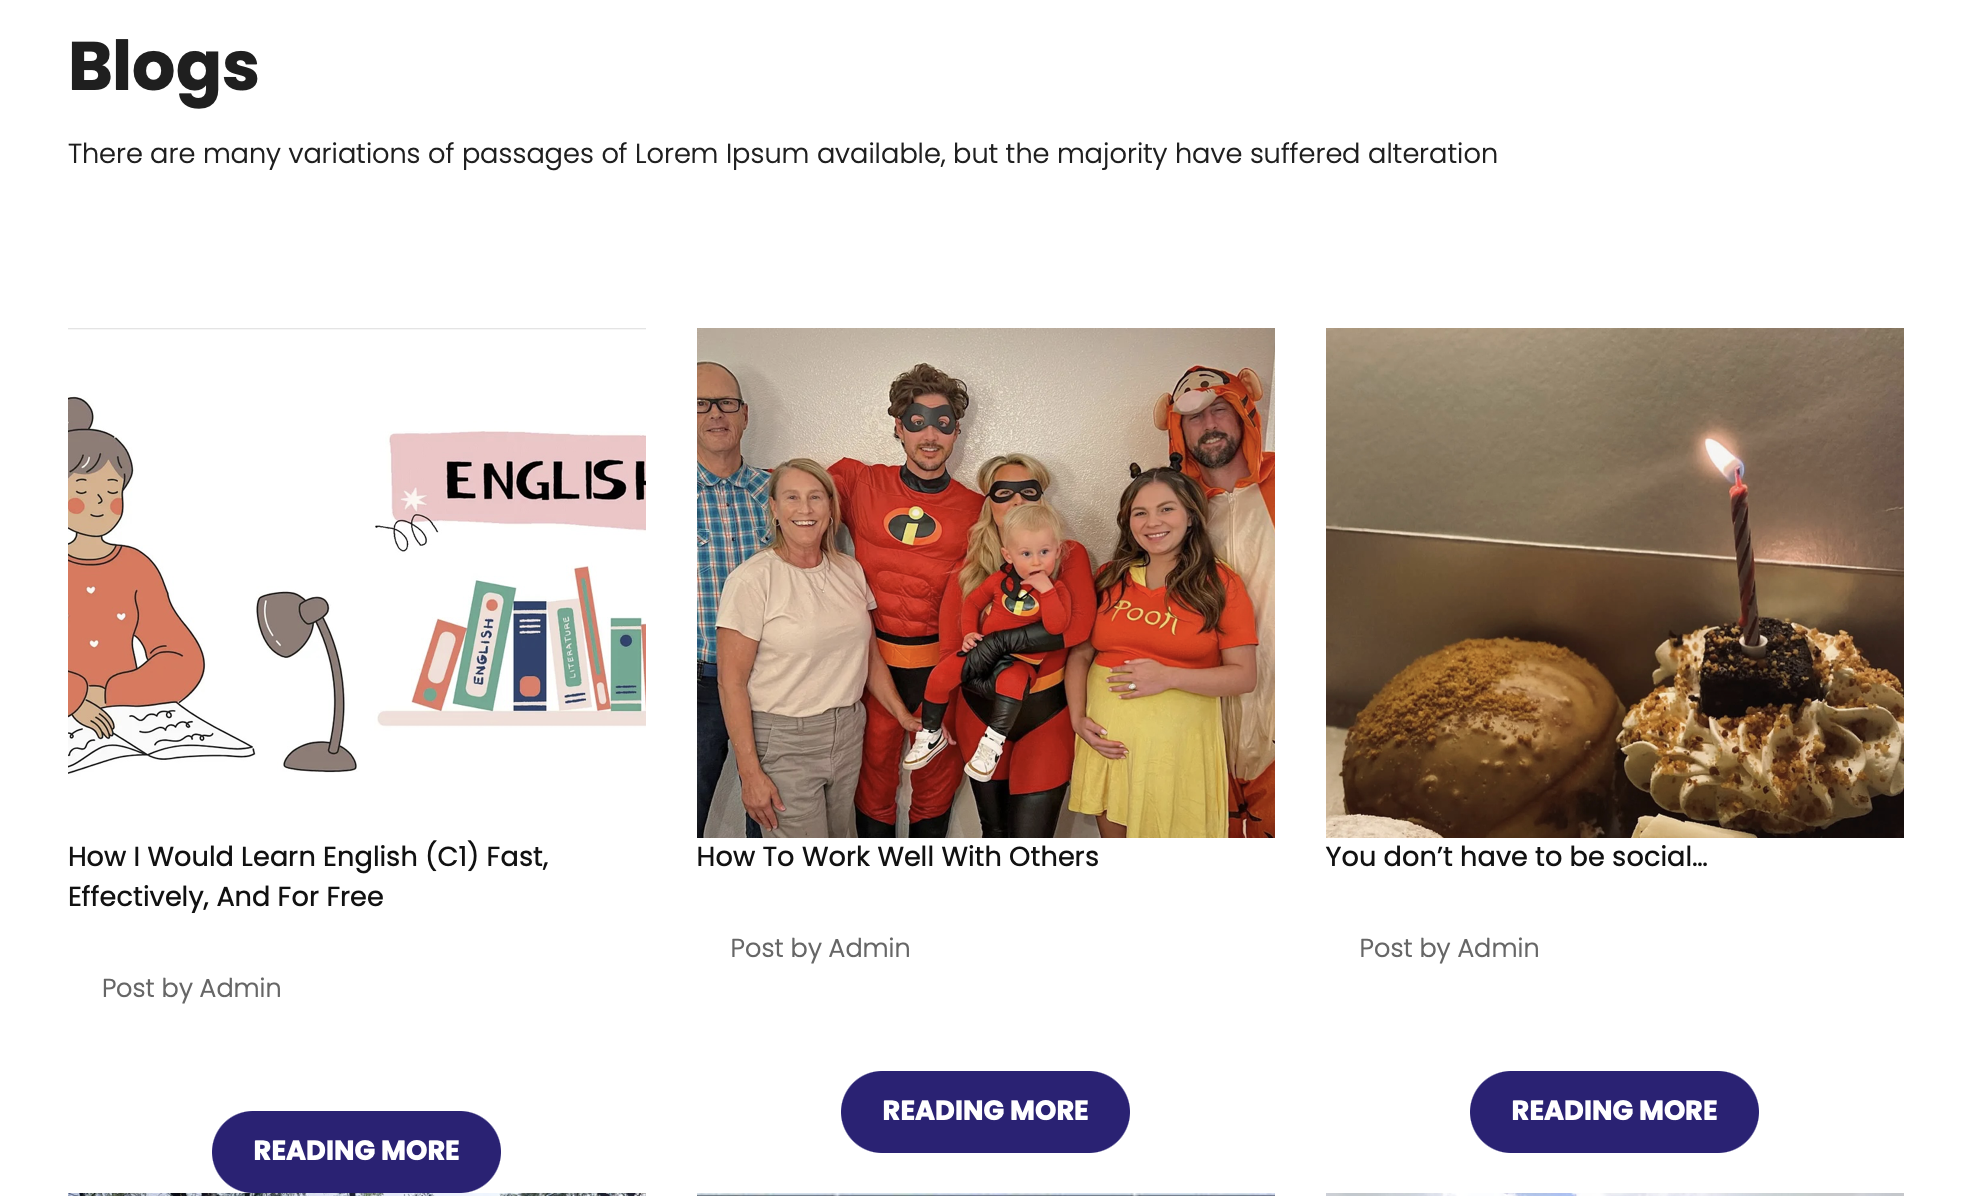 Blogs
There are many variations of passages of Lorem Ipsum available, but the majority have suffered alteration
ENGLISH
ENGLISH
LITERATURE
How I Would Learn English (C1) Fast,
Effectively, And For Free
Post by Admin
READING MORE
i
i
Pooh
How To Work Well With Others
Post by Admin
READING MORE
You don’t have to be social...
Post by Admin
READING MORE